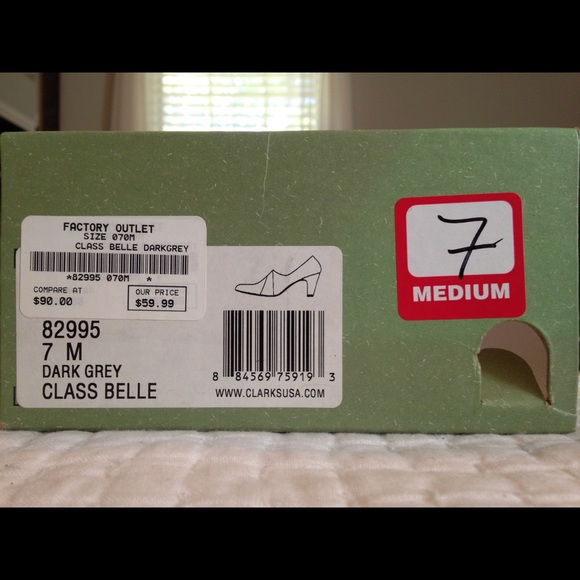 FACTORY OUTLET
SIZE 070M
CLASS BELLE DARKGREY
*82995 070M *
COMPARE AT
$90.00
OUR PRICE
$59.99
82995
7 M
DARK GREY
CLASS BELLE
8 84569 75919 3
WWW.CLARKSUSA.COM
7
MEDIUM